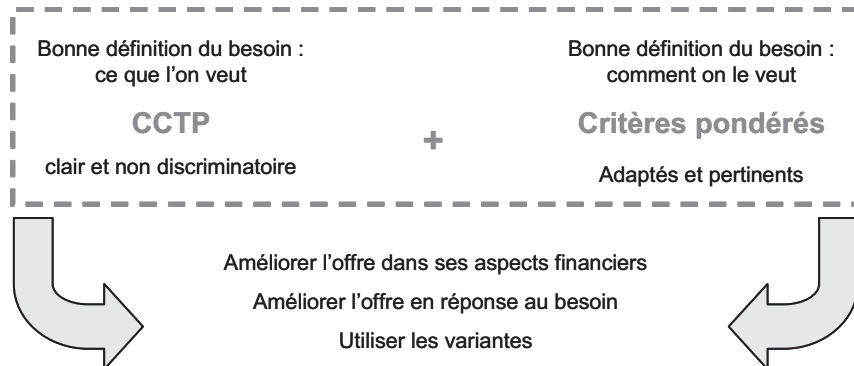 Bonne définition du besoin :
ce que l'on veut
CCTP
clair et non discriminatoire
+
Bonne définition du besoin :
comment on le veut
Critères pondérés
Adaptés et pertinents
Améliorer l'offre dans ses aspects financiers
Améliorer l'offre en réponse au besoin
Utiliser les variantes